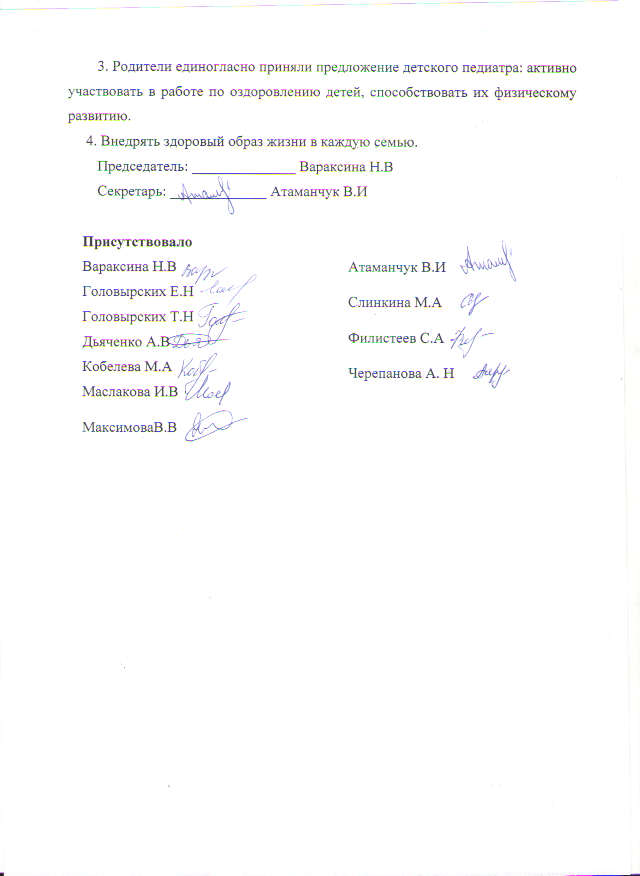 3. Родители единогласно приняли предложение детского педиатра: активно
участвовать в работе по оздоровлению детей, способствовать их физическому
развитию.
4. Внедрять здоровый образ жизни в каждую семью.
Председатель: ______________ Вараксина Н.В
Секретарь: _____________ Атаманчук В.И
Присутствовало
Вараксина Н.В
Головырских Е.Н
Головырских Т.Н
Дьяченко А.В
Кобелева М.А
Маслакова И.В
МаксимоваВ.В
Атаманчук В.И
Слинкина М.А
Филистеев С.А
Черепанова А. Н